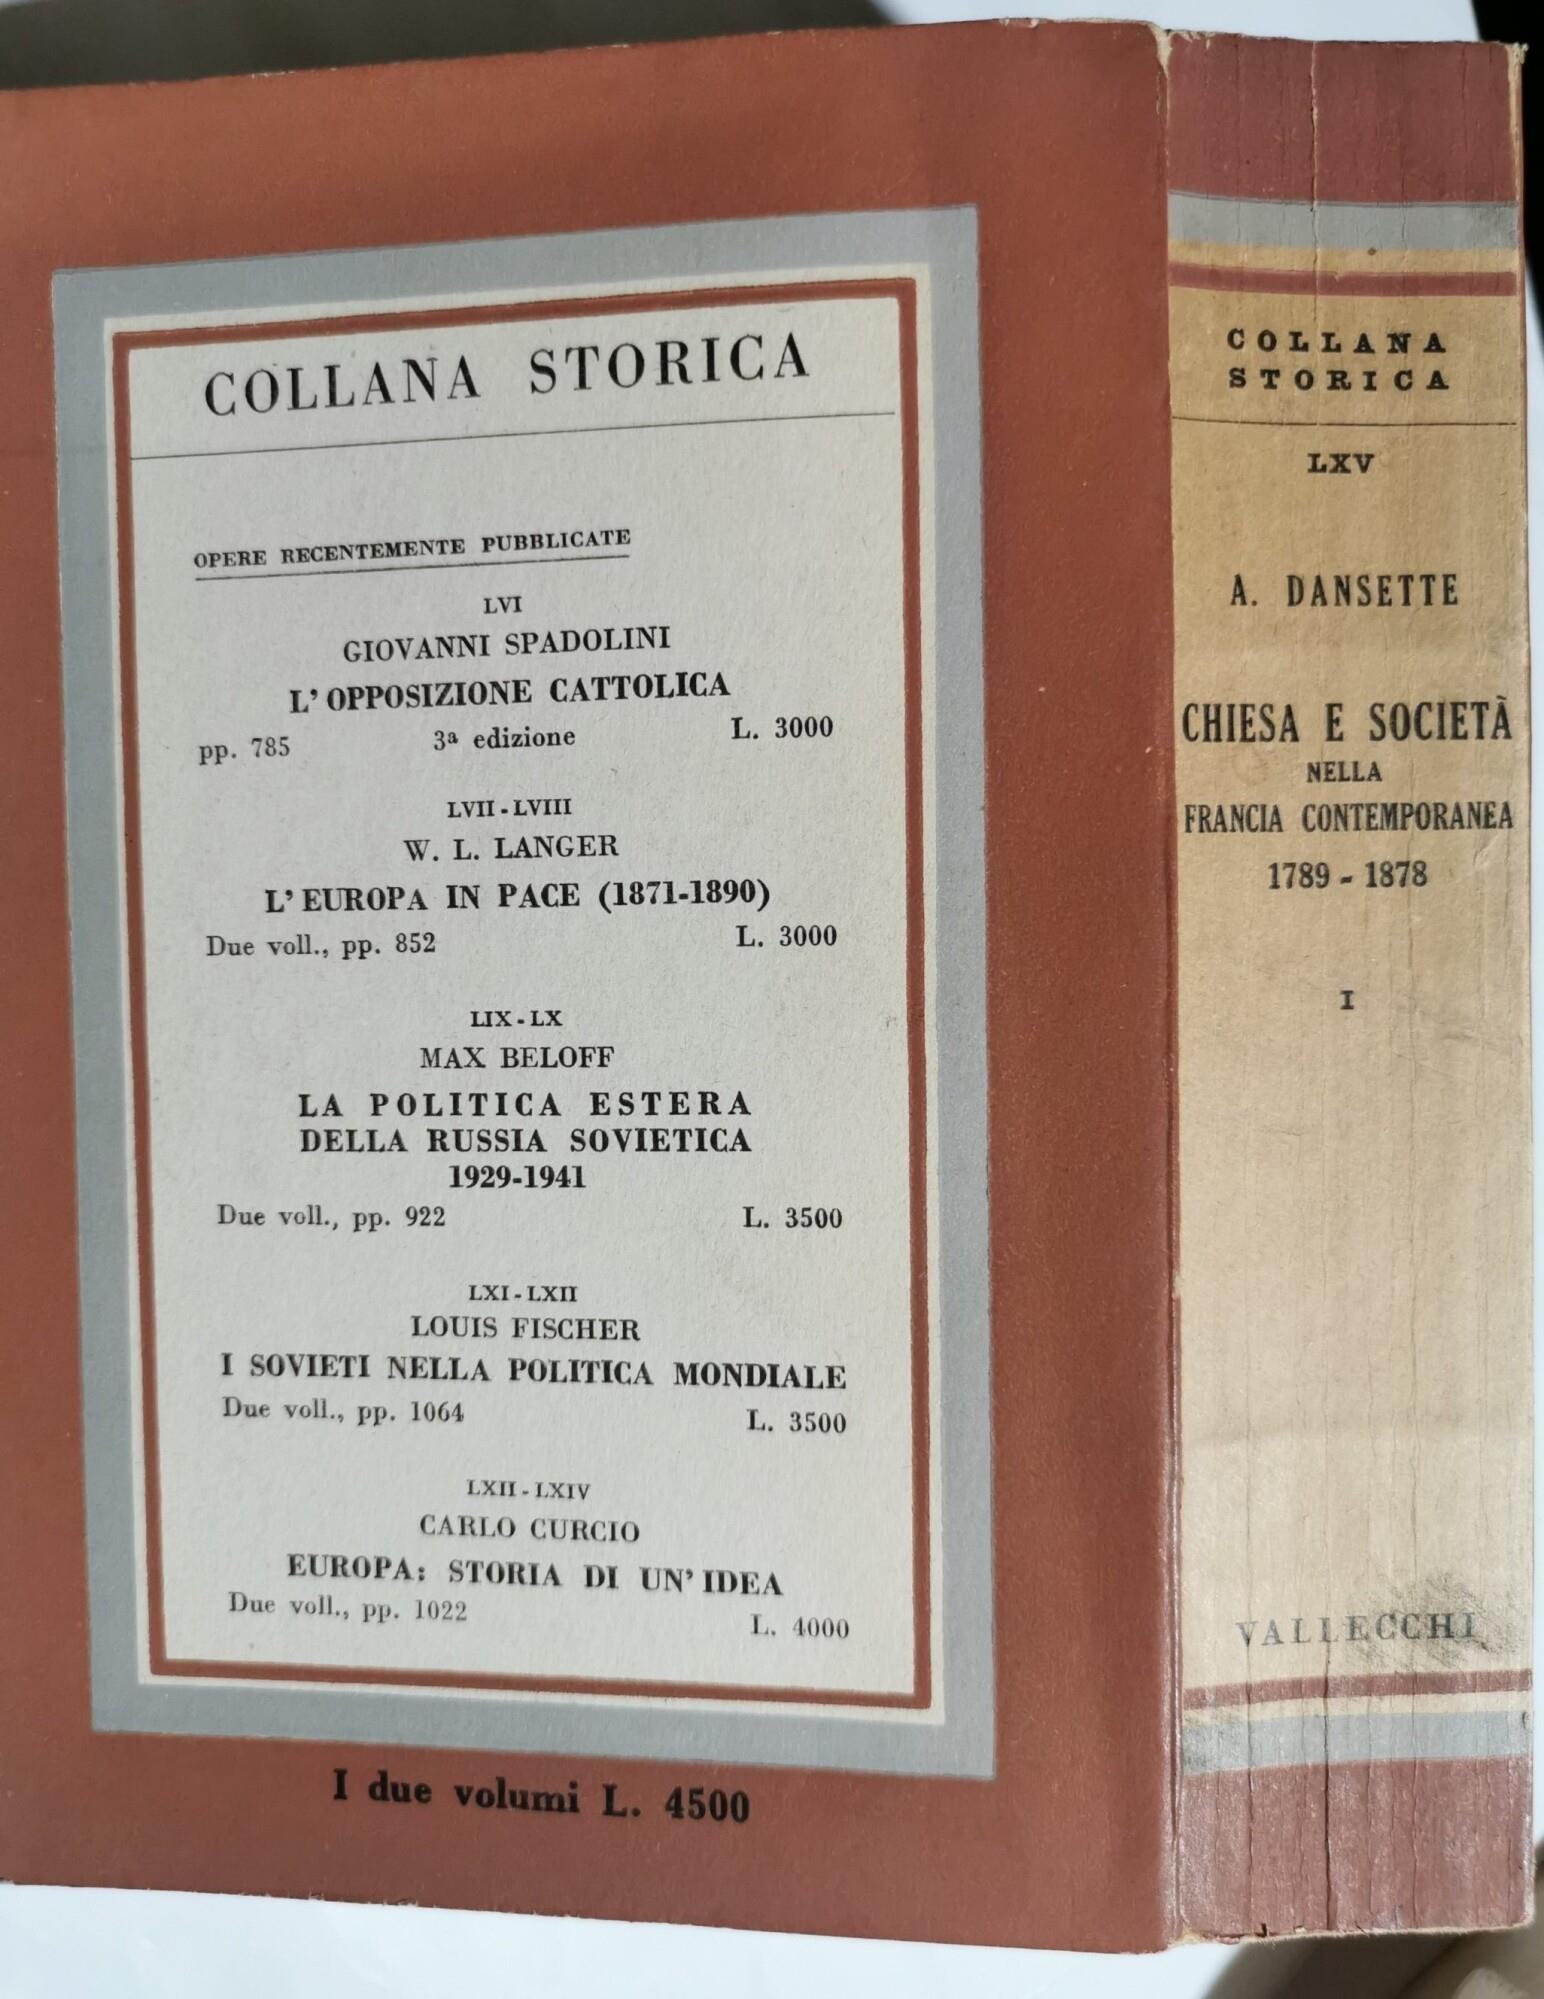 COLLANA STORICA
OPERE RECENTEMENTE PUBBLICATE
LVI
GIOVANNI SPADOLINI
L'OPPOSIZIONE CATTOLICA
pp. 785 3ª edizione L. 3000
LVII-LVIII
W. L. LANGER
L'EUROPA IN PACE (1871-1890)
Due voll., pp. 852 L. 3000
LIX-LX
MAX BELOFF
LA POLITICA ESTERA
DELLA RUSSIA SOVIETICA
1929-1941
Due voll., pp. 922 L. 3500
LXI-LXII
LOUIS FISCHER
I SOVIETI NELLA POLITICA MONDIALE
Due voll., pp. 1064 L. 3500
LXII-LXIV
CARLO CURCIO
EUROPA: STORIA DI UN'IDEA
Due voll., pp. 1022 L. 4000
I due volumi L. 4500
COLLANA
STORICA
LXV
A. DANSETTE
CHIESA E SOCIETÀ
NELLA
FRANCIA CONTEMPORANEA
1789-1878
I
VALLECCHI